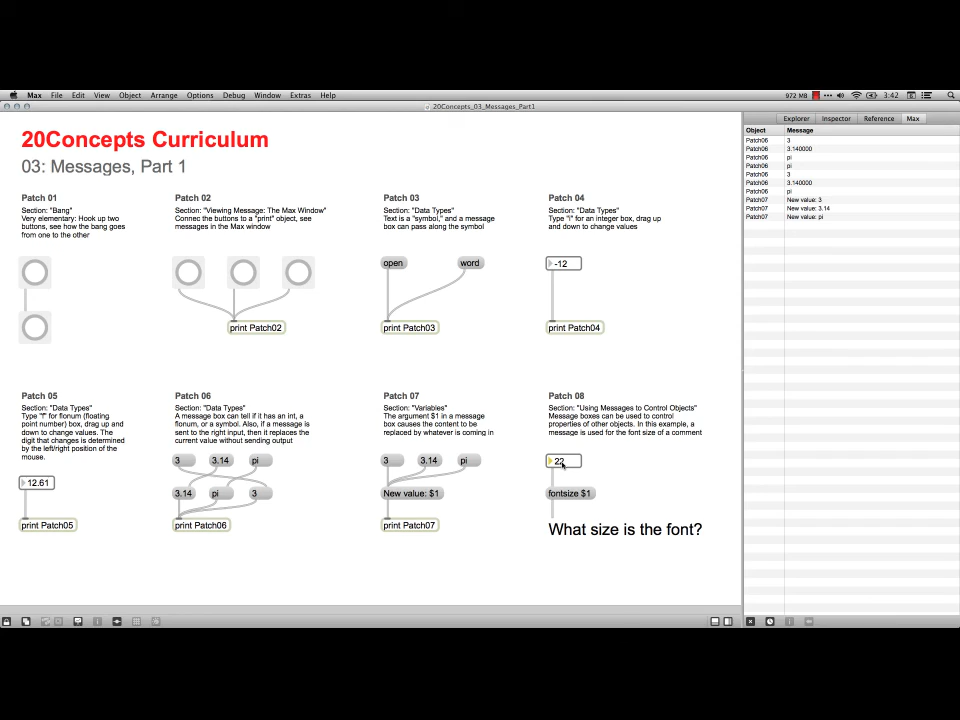 Max File Edit View Object Arrange Options Debug Window Extras Help 972 MB 3:42
20Concepts_03_Messages_Part1
20Concepts Curriculum
03: Messages, Part 1
Patch 01
Section: "Bang"
Very elementary: Hook up two
buttons, see how the bang goes
from one to the other
Patch 02
Section: "Viewing Message: The Max Window"
Connec the buttons to a "print" object, see
messages in the Max window
print Patch02
Patch 03
Section: "Data Types"
Text is a "symbol," and a message
box can pass along the symbol
open word
print Patch03
Patch 04
Section: "Data Types"
Type "i" for an integer box, drag up
and down to change values
-12
print Patch04
Patch 05
Section: "Data Types"
Type "f" for flonum (floating
point number) box, drag up and
down to change values. The
digit that changes is determined
by the left/right position of the
mouse.
12.61
print Patch05
Patch 06
Section: "Data Types"
A message box can tell if it has an int, a
flonum, or a symbol. Also, if a message is
sent to the right input, then it replaces the
current value without sending output
3 3.14 pi
3.14 pi 3
print Patch06
Patch 07
Section: "Variables"
The argument $1 in a message
box causes the content to be
replaced by whatever is coming in
3 3.14 pi
New value: $1
print Patch07
Patch 08
Section: "Using Messages to Control Objects"
Message boxes can be used to control
properties of other objects. In this example, a
message is used for the font size of a comment
22
fontsize $1
What size is the font?
Explorer Inspector Reference Max
Object Message
Patch06 3
Patch06 3.140000
Patch06 pi
Patch06 pi
Patch06 3
Patch06 3.140000
Patch06 pi
Patch07 New value: 3
Patch07 New value: 3.14
Patch07 New value: pi